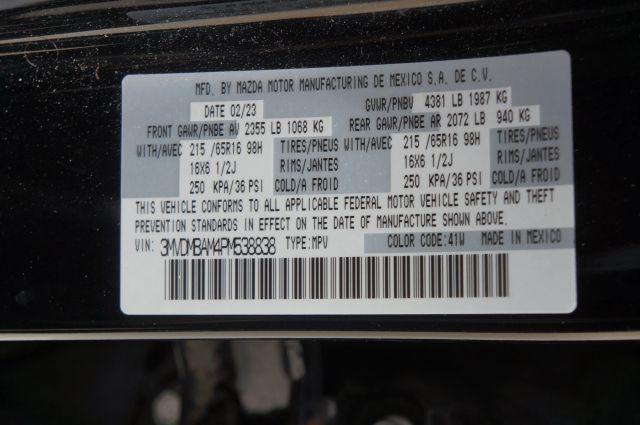 MFD. BY MAZDA MOTOR MANUFACTURING DE MEXICO S.A. DE C.V.
DATE 02/23 GVWR/PNBV 4381 LB 1987 KG
FRONT GAWR/PNBE AV 2355 LB 1068 KG REAR GAWR/PNBE AR 2072 LB 940 KG
WITH/AVEC 215 /65R16 98H TIRES/PNEUS WITH/AVEC 215 /65R16 98H TIRES/PNEUS
16X6 1/2J RIMS/JANTES 16X6 1/2J RIMS/JANTES
250 KPA/36 PSI COLD/A FROID 250 KPA/36 PSI COLD/A FROID
THIS VEHICLE CONFORMS TO ALL APPLICABLE FEDERAL MOTOR VEHICLE SAFETY AND THEFT
PREVENTION STANDARDS IN EFFECT ON THE DATE OF MANUFACTURE SHOWN ABOVE.
VIN: 3MVDMBAM4PM538838 TYPE:MPV COLOR CODE:41W MADE IN MEXICO